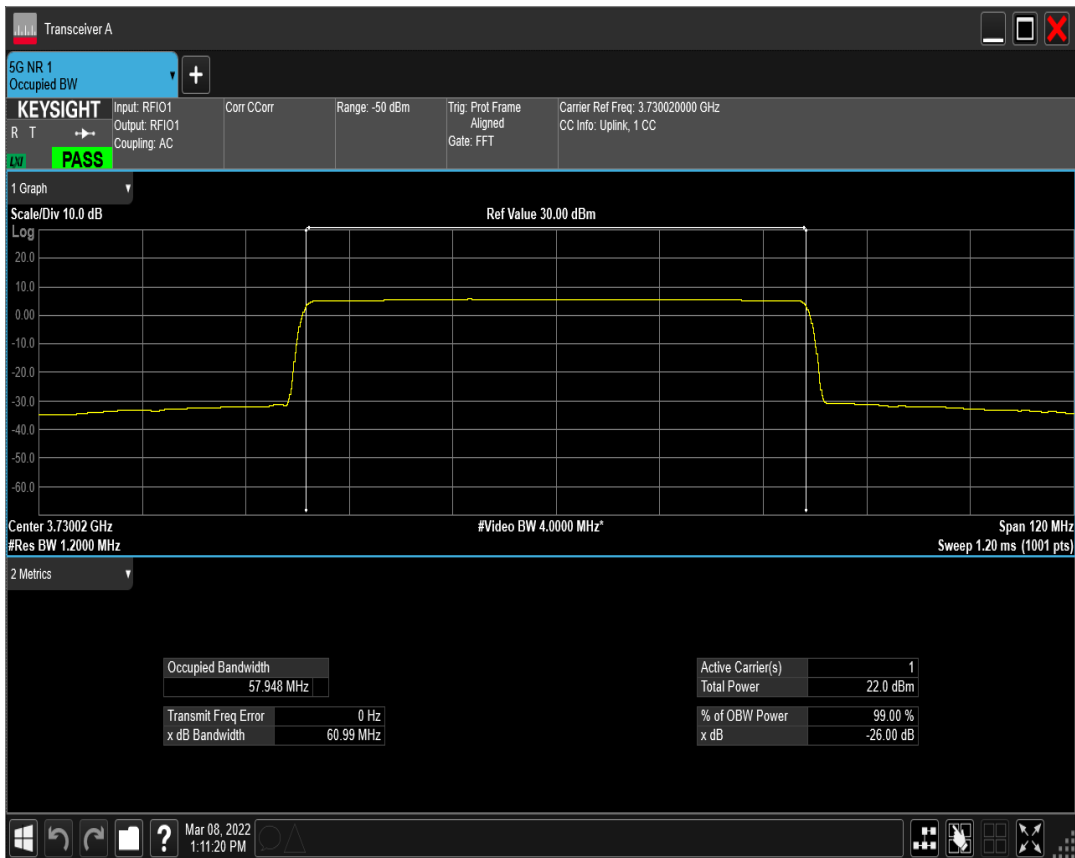 Transceiver A
5G NR 1
Occupied BW
+
KEYSIGHT
R T
LXI
PASS
Input: RFIO1
Output: RFIO1
Coupling: AC
Corr CCorr
Range: -50 dBm
Trig: Prot Frame
Aligned
Gate: FFT
Carrier Ref Freq: 3.730020000 GHz
CC Info: Uplink, 1 CC
1 Graph
Scale/Div 10.0 dB
Ref Value 30.00 dBm
Log
20.0
10.0
0.00
-10.0
-20.0
-30.0
-40.0
-50.0
-60.0
Center 3.73002 GHz
#Video BW 4.0000 MHz*
Span 120 MHz
#Res BW 1.2000 MHz
Sweep 1.20 ms (1001 pts)
2 Metrics
Occupied Bandwidth
57.948 MHz
Transmit Freq Error 0 Hz
x dB Bandwidth 60.99 MHz
Active Carrier(s) 1
Total Power 22.0 dBm
% of OBW Power 99.00 %
x dB -26.00 dB
?
Mar 08, 2022
1:11:20 PM